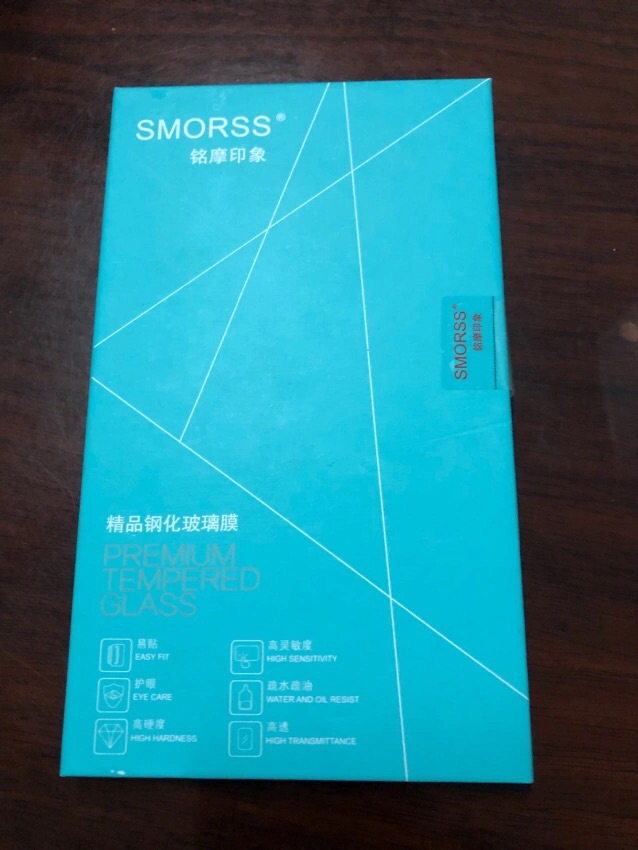 SMORSS®
铭摩印象
SMORSS®
铭摩印象
精品钢化玻璃膜
PREMIUM
TEMPERED
GLASS
易贴
EASY FIT
高灵敏度
HIGH SENSITIVITY
护眼
EYE CARE
疏水疏油
WATER AND OIL RESIST
高硬度
HIGH HARDNESS
高透
HIGH TRANSMITTANCE